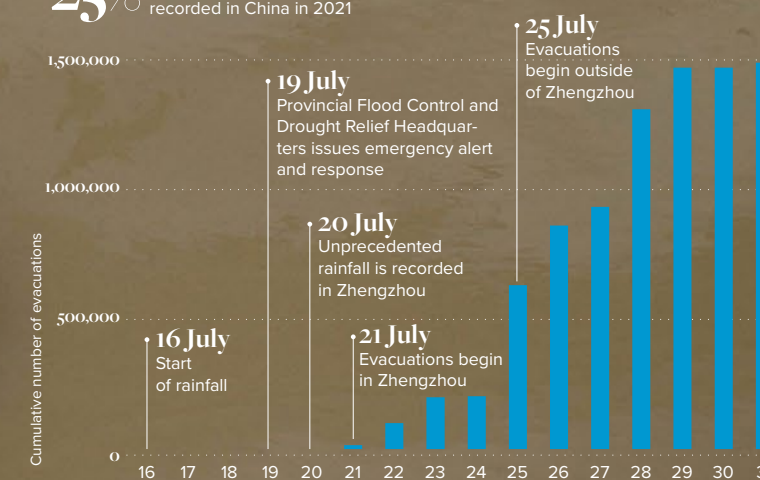 25%
recorded in China in 2021
1,500,000
1,000,000
500,000
0
Cumulative number of evacuations
16 July
Start
of rainfall
19 July
Provincial Flood Control and
Drought Relief Headquar-
ters issues emergency alert
and response
20 July
Unprecedented
rainfall is recorded
in Zhengzhou
21 July
Evacuations begin
in Zhengzhou
25 July
Evacuations
begin outside
of Zhengzhou
16 17 18 19 20 21 22 23 24 25 26 27 28 29 30